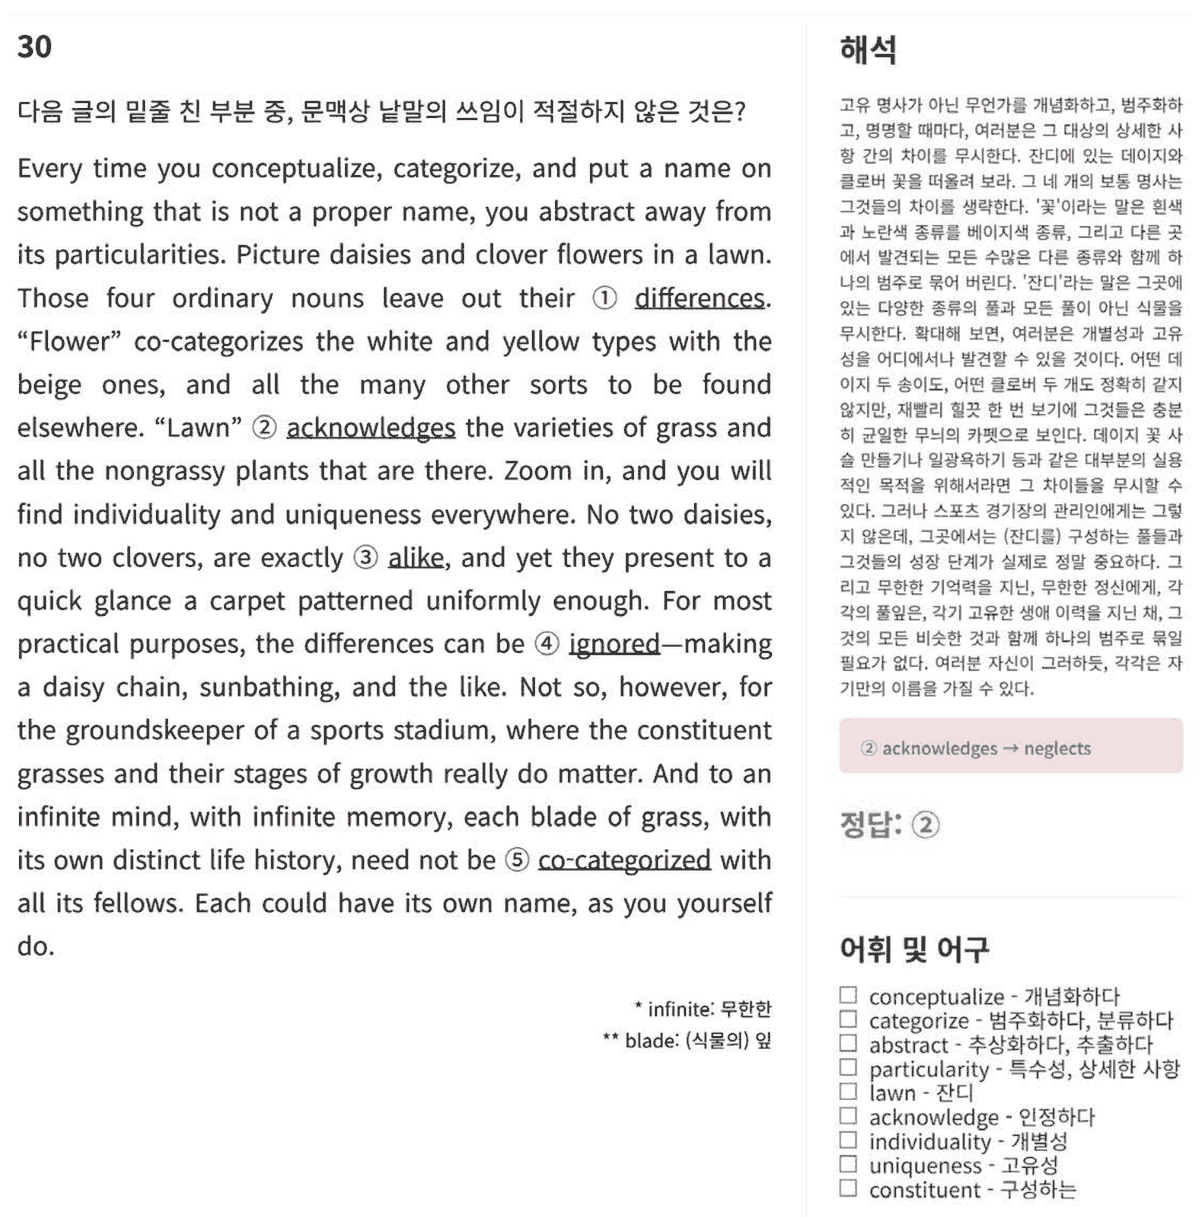 30
다음 글의 밑줄 친 부분 중, 문맥상 낱말의 쓰임이 적절하지 않은 것은?
Every time you conceptualize, categorize, and put a name on
something that is not a proper name, you abstract away from
its particularities. Picture daisies and clover flowers in a lawn.
Those four ordinary nouns leave out their ① differences.
“Flower” co-categorizes the white and yellow types with the
beige ones, and all the many other sorts to be found
elsewhere. “Lawn” ② acknowledges the varieties of grass and
all the nongrassy plants that are there. Zoom in, and you will
find individuality and uniqueness everywhere. No two daisies,
no two clovers, are exactly ③ alike, and yet they present to a
quick glance a carpet patterned uniformly enough. For most
practical purposes, the differences can be ④ ignored—making
a daisy chain, sunbathing, and the like. Not so, however, for
the groundskeeper of a sports stadium, where the constituent
grasses and their stages of growth really do matter. And to an
infinite mind, with infinite memory, each blade of grass, with
its own distinct life history, need not be ⑤ co-categorized with
all its fellows. Each could have its own name, as you yourself
do.
* infinite: 무한한
** blade: (식물의) 잎
해석
고유 명사가 아닌 무언가를 개념화하고, 범주화하
고, 명명할 때마다, 여러분은 그 대상의 상세한 사
항 간의 차이를 무시한다. 잔디에 있는 데이지와
클로버 꽃을 떠올려 보라. 그 네 개의 보통 명사는
그것들의 차이를 생략한다. '꽃'이라는 말은 흰색
과 노란색 종류를 베이지색 종류, 그리고 다른 곳
에서 발견되는 모든 수많은 다른 종류와 함께 하
나의 범주로 묶어 버린다. '잔디'라는 말은 그곳에
있는 다양한 종류의 풀과 모든 풀이 아닌 식물을
무시한다. 확대해 보면, 여러분은 개별성과 고유
성을 어디에서나 발견할 수 있을 것이다. 어떤 데
이지 두 송이도, 어떤 클로버 두 개도 정확히 같지
않지만, 재빨리 힐끗 한 번 보기에 그것들은 충분
히 균일한 무늬의 카펫으로 보인다. 데이지 꽃 사
슬 만들기나 일광욕하기 등과 같은 대부분의 실용
적인 목적을 위해서라면 그 차이들을 무시할 수
있다. 그러나 스포츠 경기장의 관리인에게는 그렇
지 않은데, 그곳에서는 (잔디를) 구성하는 풀들과
그것들의 성장 단계가 실제로 정말 중요하다. 그
리고 무한한 기억력을 지닌, 무한한 정신에게, 각
각의 풀잎은, 각기 고유한 생애 이력을 지닌 채, 그
것의 모든 비슷한 것과 함께 하나의 범주로 묶일
필요가 없다. 여러분 자신이 그러하듯, 각각은 자
기만의 이름을 가질 수 있다.
② acknowledges → neglects
정답: ②
어휘 및 어구
□ conceptualize - 개념화하다
□ categorize - 범주화하다, 분류하다
□ abstract - 추상화하다, 추출하다
□ particularity - 특수성, 상세한 사항
□ lawn - 잔디
□ acknowledge - 인정하다
□ individuality - 개별성
□ uniqueness - 고유성
□ constituent - 구성하는